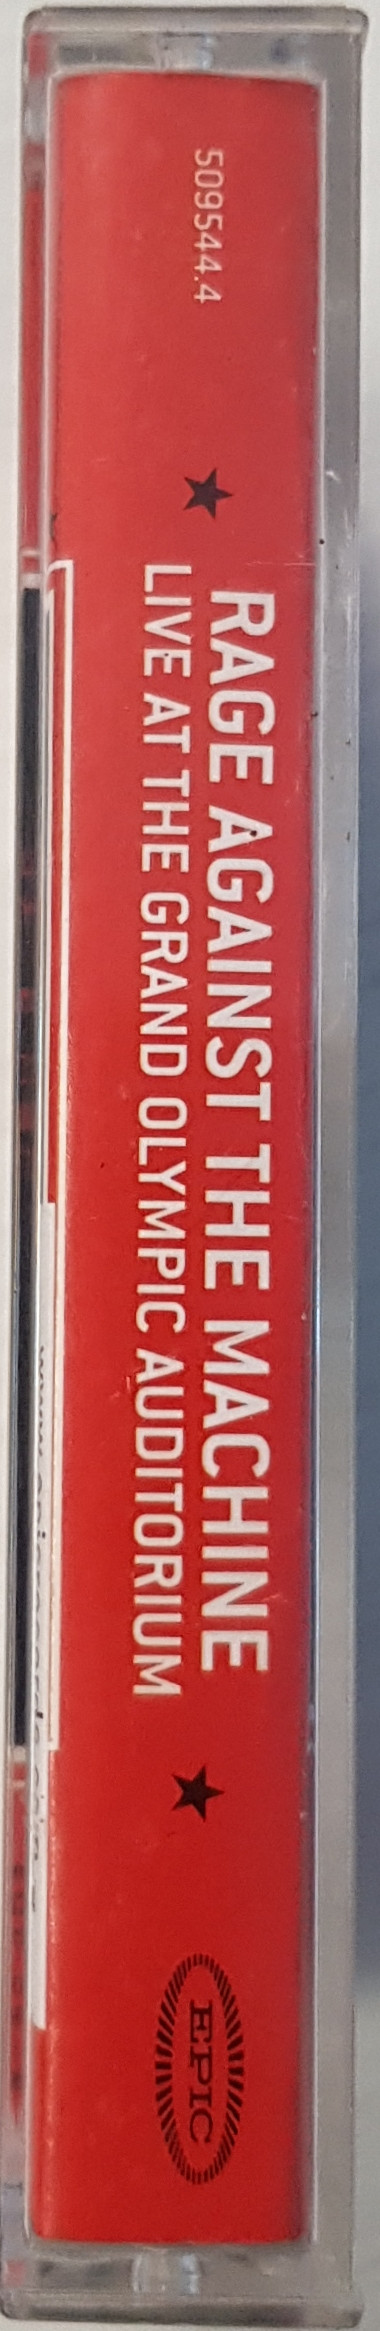 509544.4
RAGE AGAINST THE MACHINE
LIVE AT THE GRAND OLYMPIC AUDITORIUM
EPIC